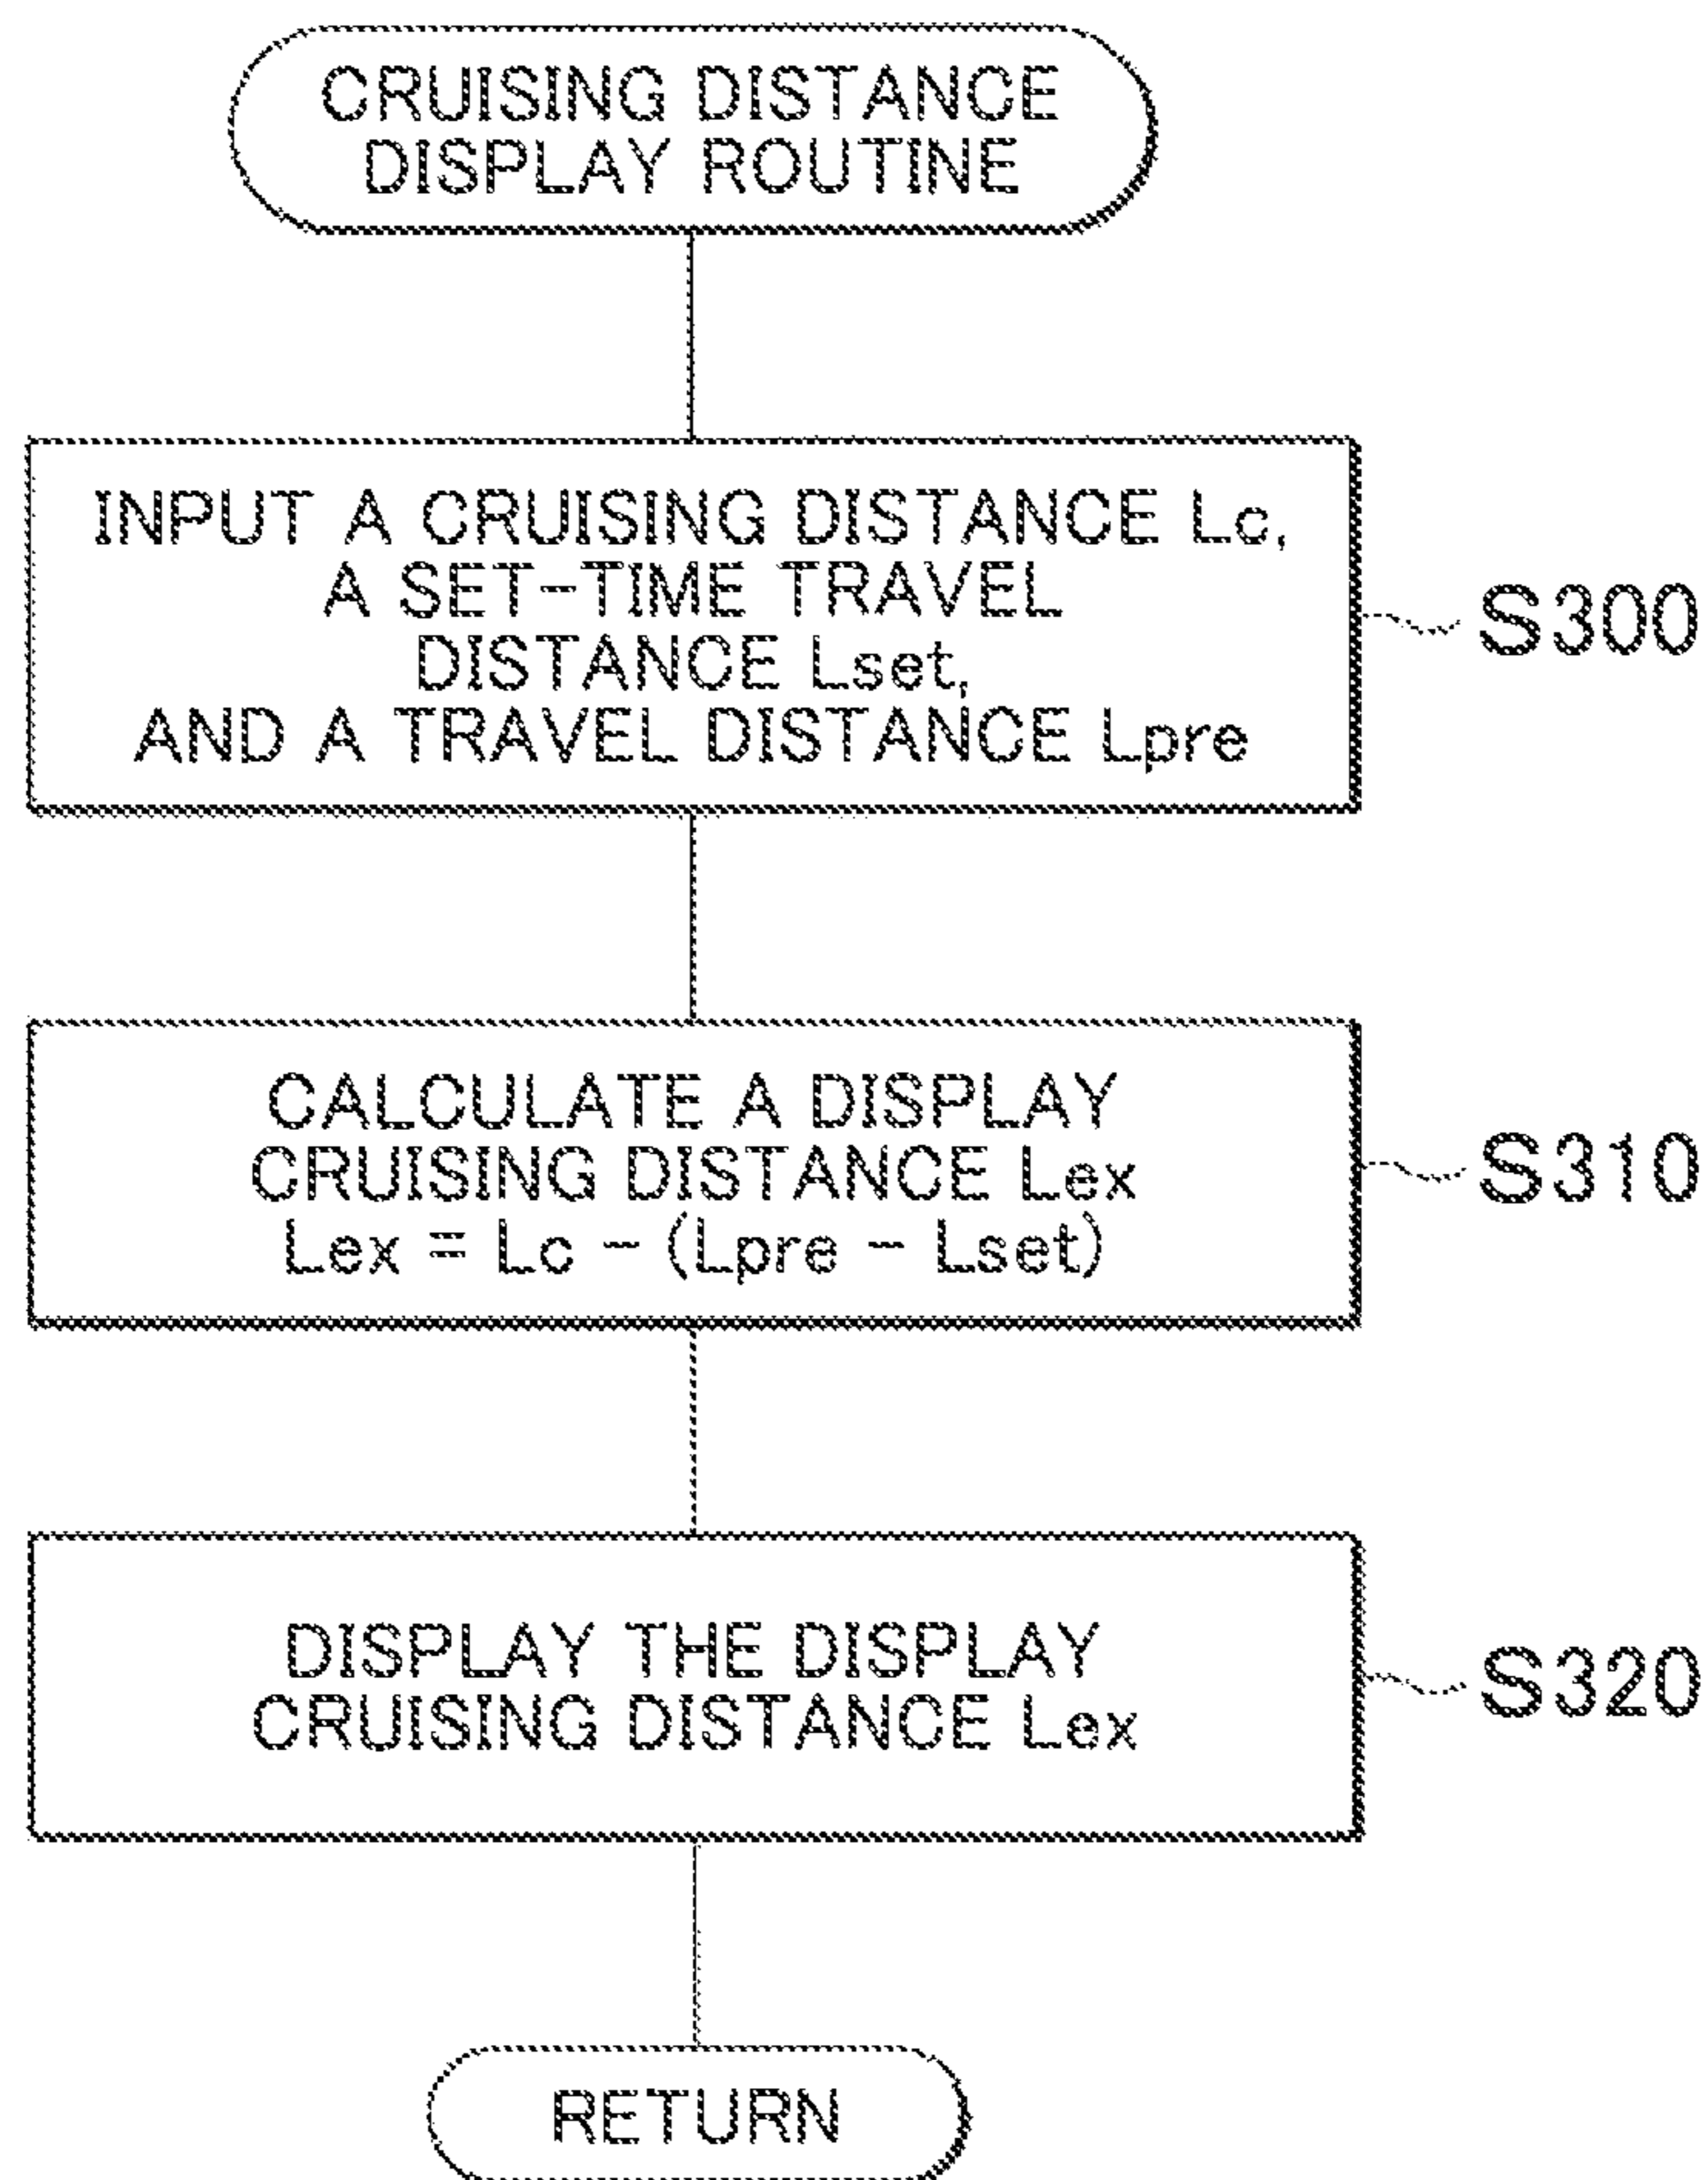 CRUISING DISTANCE
DISPLAY ROUTINE
INPUT A CRUISING DISTANCE Lc,
A SET-TIME TRAVEL
DISTANCE Lset,
AND A TRAVEL DISTANCE Lpre
S300
CALCULATE A DISPLAY
CRUISING DISTANCE Lex
Lex = Lc - (Lpre - Lset)
S310
DISPLAY THE DISPLAY
CRUISING DISTANCE Lex
S320
RETURN